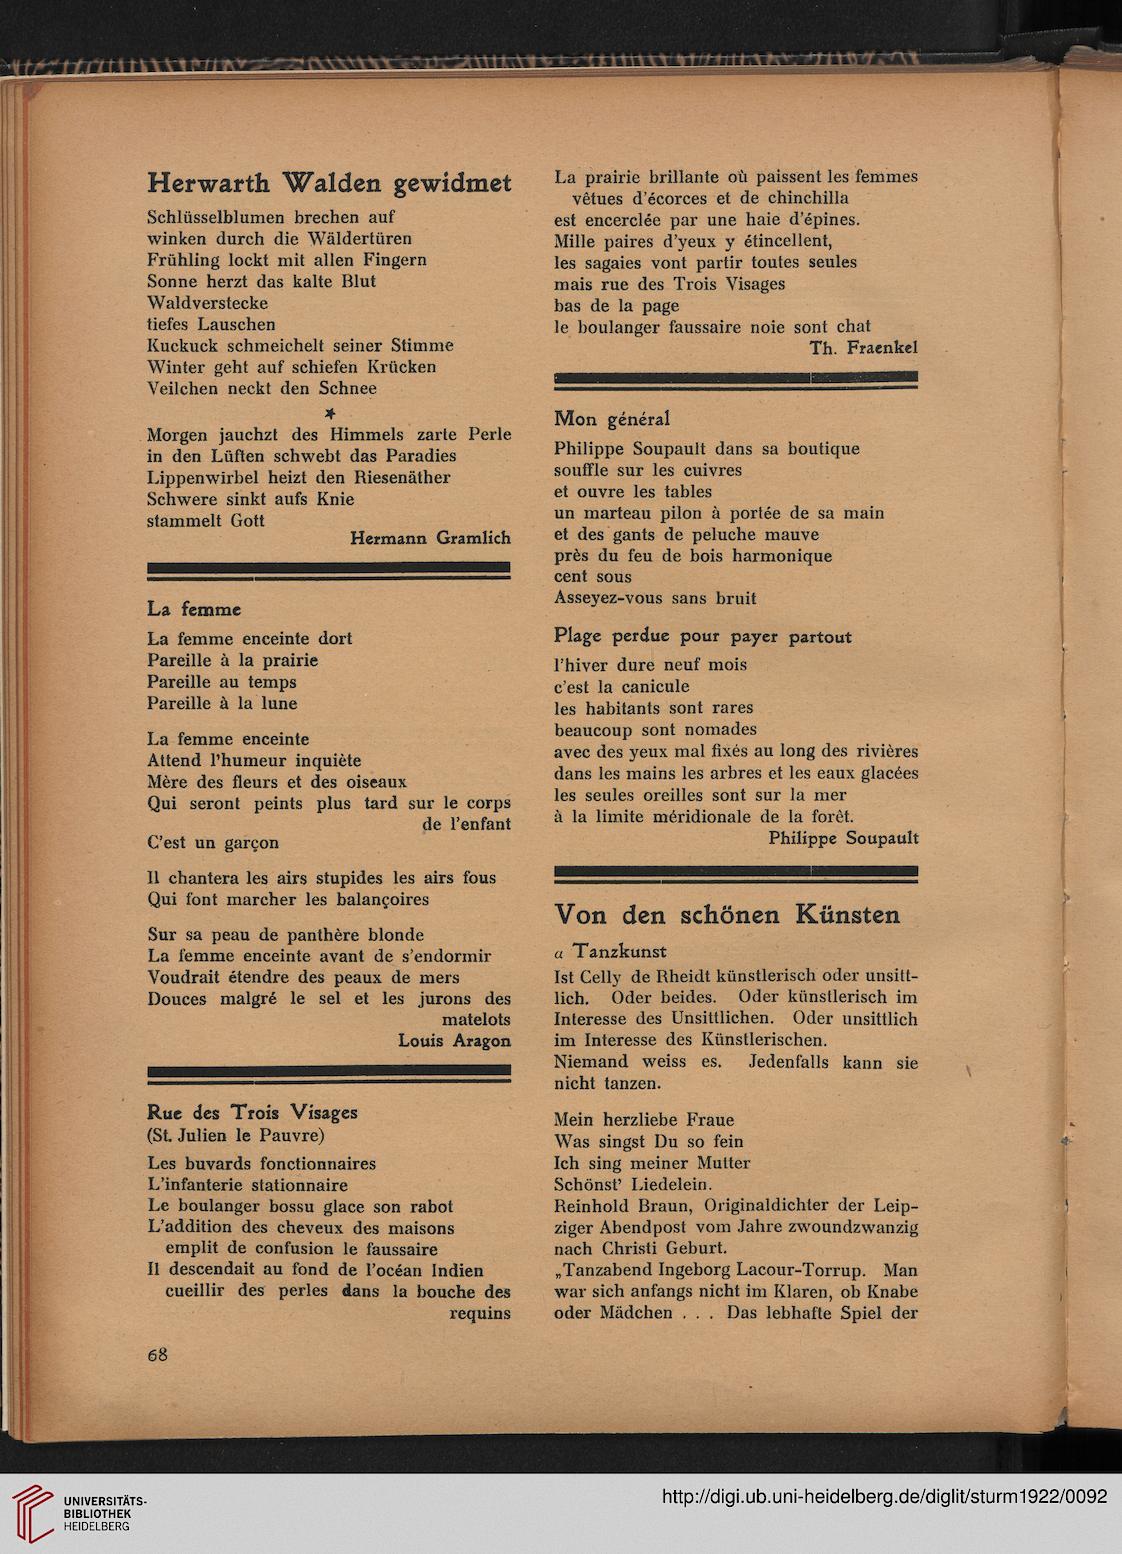 Herwarth Walden gewidmet
Schlüsselblumen brechen auf
winken durch die Wäldertüren
Frühling lockt mit allen Fingern
Sonne herzt das kalte Blut
Waldverstecke
tiefes Lauschen
Kuckuck schmeichelt seiner Stimme
Winter geht auf schiefen Krücken
Veilchen neckt den Schnee
*
Morgen jauchzt des Himmels zarte Perle
in den Lüften schwebt das Paradies
Lippenwirbel heizt den Riesenäther
Schwere sinkt aufs Knie
stammelt Gott
Hermann Gramlich
La femme
La femme enceinte dort
Pareille à la prairie
Pareille au temps
Pareille à la lune
La femme enceinte
Attend l'humeur inquiète
Mère des fleurs et des oiseaux
Qui seront peints plus tard sur le corps
de l'enfant
C'est un garçon
Il chantera les airs stupides les airs fous
Qui font marcher les balançoires
Sur sa peau de panthère blonde
La femme enceinte avant de s'endormir
Voudrait étendre des peaux de mers
Douces malgré le sel et les jurons des
matelots
Louis Aragon
Rue des Trois Visages
(St. Julien le Pauvre)
Les buvards fonctionnaires
L'infanterie stationnaire
Le boulanger bossu glace son rabot
L'addition des cheveux des maisons
emplit de confusion le faussaire
Il descendait au fond de l'océan Indien
cueillir des perles dans la bouche des
requins
68
La prairie brillante où paissent les femmes
vêtues d'écorces et de chinchilla
est encerclée par une haie d'épines.
Mille paires d'yeux y étincellent,
les sagaies vont partir toutes seules
mais rue des Trois Visages
bas de la page
le boulanger faussaire noie sont chat
Th. Fraenkel
Mon général
Philippe Soupault dans sa boutique
souffle sur les cuivres
et ouvre les tables
un marteau pilon à portée de sa main
et des gants de peluche mauve
près du feu de bois harmonique
cent sous
Asseyez-vous sans bruit
Plage perdue pour payer partout
l'hiver dure neuf mois
c'est la canicule
les habitants sont rares
beaucoup sont nomades
avec des yeux mal fixés au long des rivières
dans les mains les arbres et les eaux glacées
les seules oreilles sont sur la mer
à la limite méridionale de la forêt.
Philippe Soupault
Von den schönen Künsten
a Tanzkunst
Ist Celly de Rheidt künstlerisch oder unsitt-
lich. Oder beides. Oder künstlerisch im
Interesse des Unsittlichen. Oder unsittlich
im Interesse des Künstlerischen.
Niemand weiss es. Jedenfalls kann sie
nicht tanzen.
Mein herzliebe Fraue
Was singst Du so fein
Ich sing meiner Mutter
Schönst' Liedelein.
Reinhold Braun, Originaldichter der Leip-
ziger Abendpost vom Jahre zwoundzwanzig
nach Christi Geburt.
„Tanzabend Ingeborg Lacour-Torrup. Man
war sich anfangs nicht im Klaren, ob Knabe
oder Mädchen . . . Das lebhafte Spiel der
UNIVERSITÄTS-
BIBLIOTHEK
HEIDELBERG
http://digi.ub.uni-heidelberg.de/diglit/sturm1922/0092